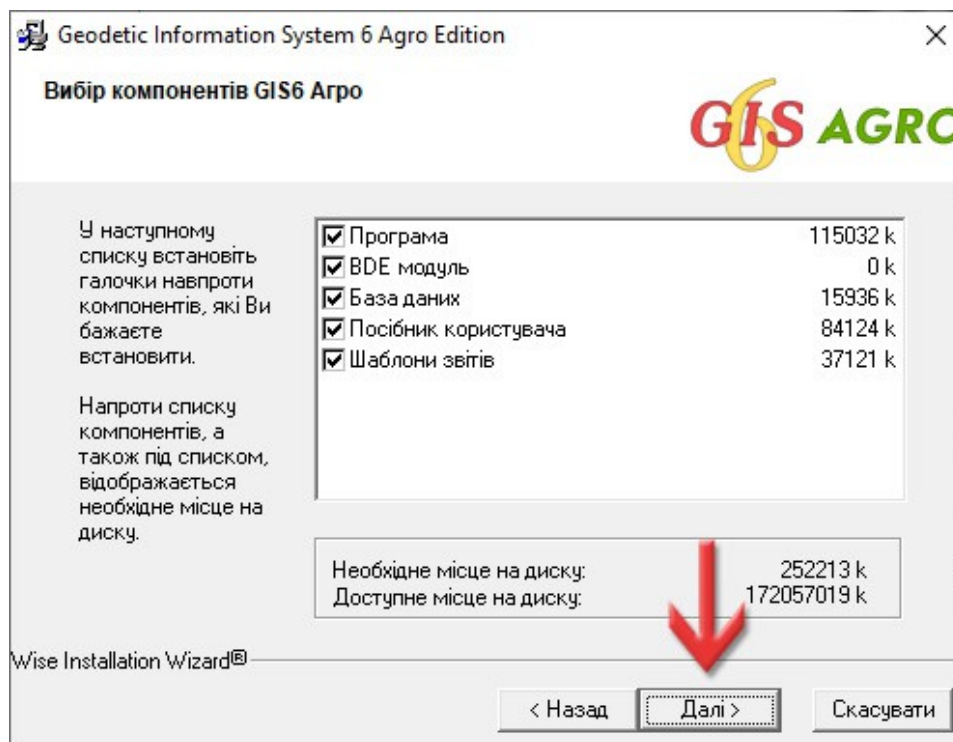 Geodetic Information System 6 Agro Edition
Вибір компонентів GIS6 Агро
GIS 6 AGRO
У наступному
списку встановіть
галочки навпроти
компонентів, які Ви
бажаєте
встановити.
Напроти списку
компонентів, а
також під списком,
відображається
необхідне місце на
диску.
Програма 115032 k
BDE модуль 0 k
База даних 15936 k
Посібник користувача 84124 k
Шаблони звітів 37121 k
Необхідне місце на диску: 252213 k
Доступне місце на диску: 172057019 k
Wise Installation Wizard®
< Назад Далі > Скасувати